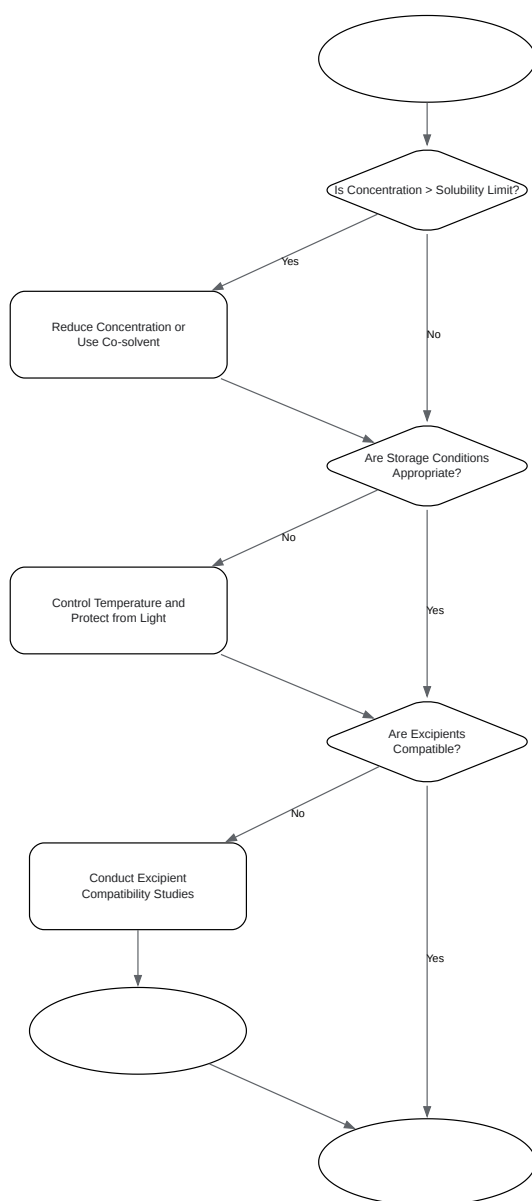 Is Concentration > Solubility Limit?
Yes
Reduce Concentration or
Use Co-solvent
No
Are Storage Conditions
Appropriate?
No
Control Temperature and
Protect from Light
Yes
Are Excipients
Compatible?
No
Conduct Excipient
Compatibility Studies
Yes